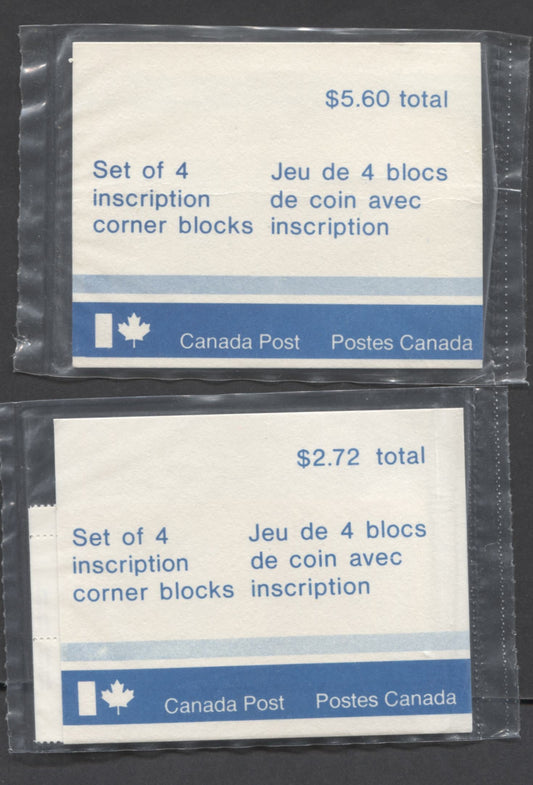 $5.60 total
Set of 4
inscription
corner blocks
Jeu de 4 blocs
de coin avec
inscription
Canada Post
Postes Canada
$2.72 total
Set of 4
inscription
corner blocks
Jeu de 4 blocs
de coin avec
inscription
Canada Post
Postes Canada